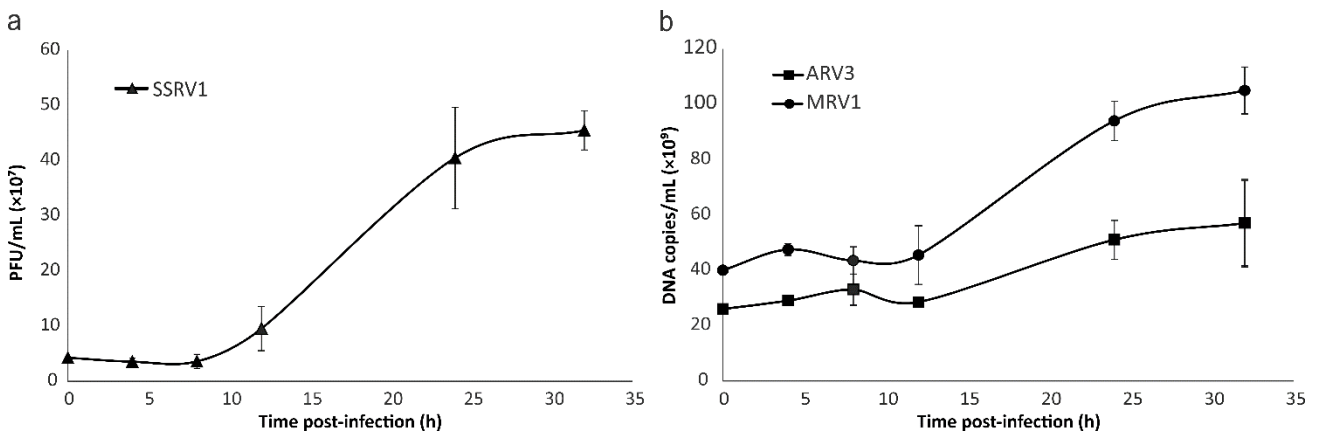 a
60
50
40
30
20
10
0
PFU/mL (×10⁷)
SSRV1
0 5 10 15 20 25 30 35
Time post-infection (h)
b
120
100
80
60
40
20
0
DNA copies/mL (×10⁹)
ARV3
MRV1
0 5 10 15 20 25 30 35
Time post-infection (h)